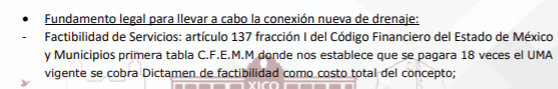 • Fundamento legal para llevar a cabo la conexión nueva de drenaje:
- Factibilidad de Servicios: artículo 137 fracción I del Código Financiero del Estado de México
y Municipios primera tabla C.F.E.M.M donde nos establece que se pagara 18 veces el UMA
vigente se cobra Dictamen de factibilidad como costo total del concepto;
XICO